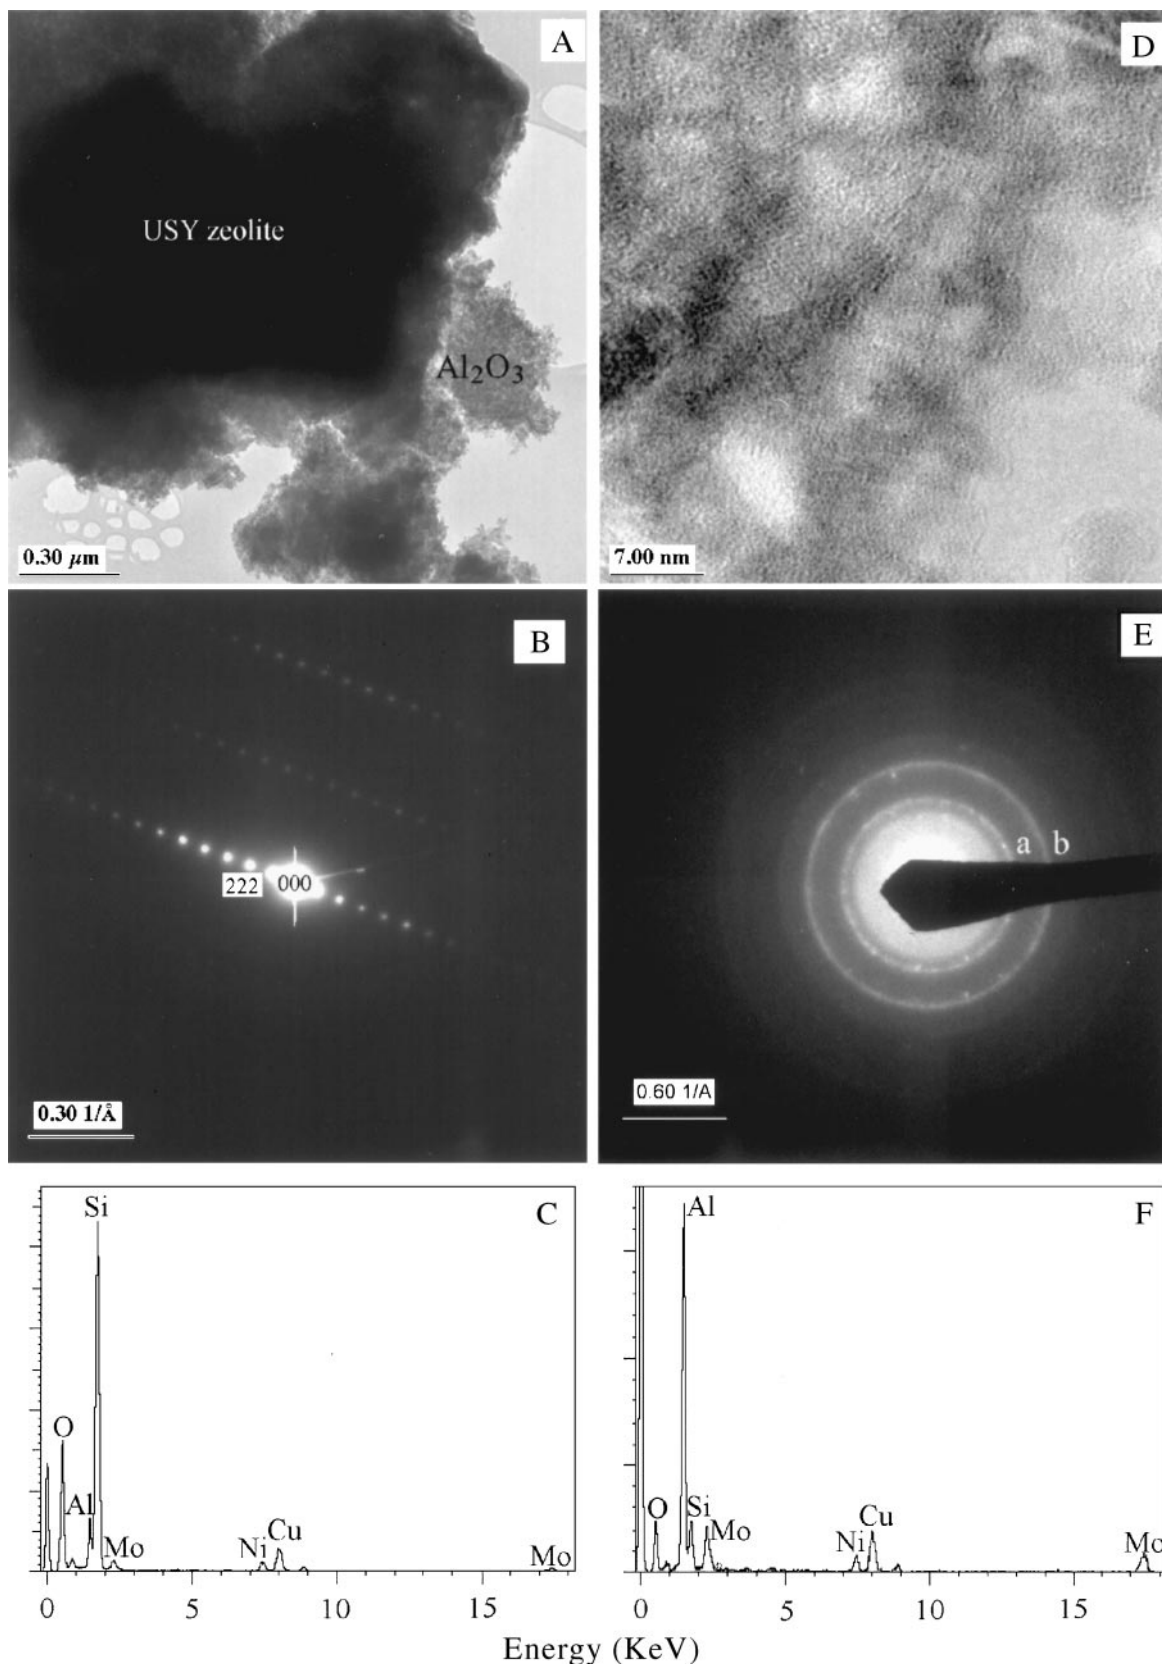 A
USY zeolite
Al₂O₃
0.30 µm
D
7.00 nm
B
222
000
0.30 1/Å
E
a b
0.60 1/A
C
Si
O
Al
Mo
Ni
Cu
Mo
0 5 10 15
F
Al
O
Si
Mo
Ni
Cu
Mo
0 5 10 15
Energy (KeV)